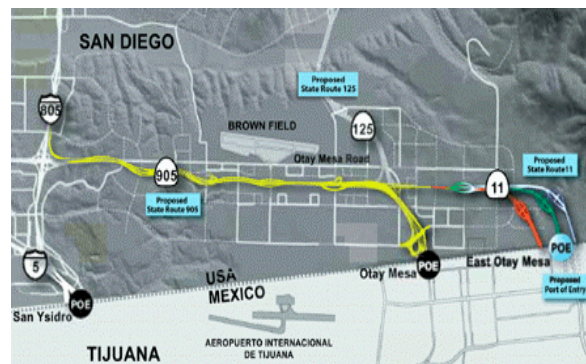 SAN DIEGO
Proposed
State Route 125
805
BROWN FIELD
125
Otay Mesa Road
Proposed
State Route11
905
Proposed
State Route 905
11
5
POE
San Ysidro
USA
MEXICO
Otay Mesa
POE
East Otay Mesa
POE
Proposed
Port of Entry
AEROPUERTO INTERNACIONAL
DE TIJUANA
TIJUANA